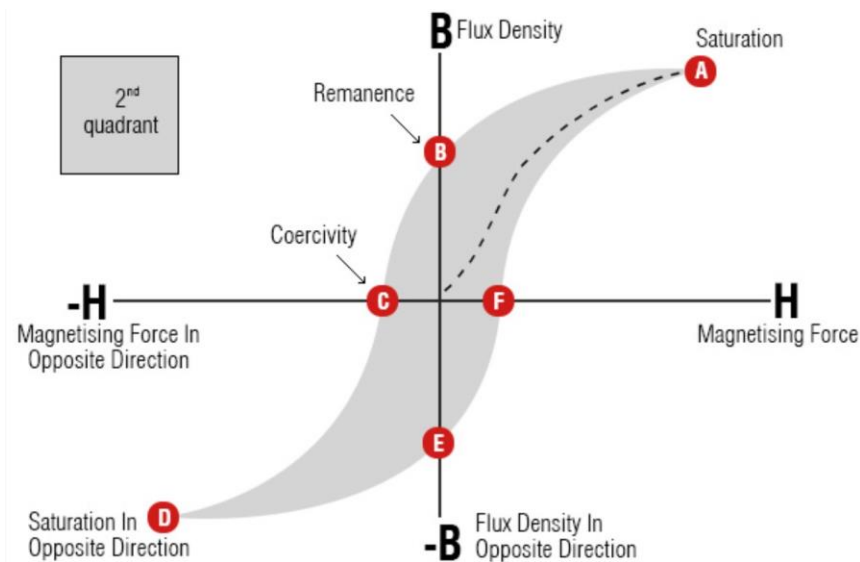 B Flux Density
Saturation
A
2nd
quadrant
Remanence
B
Coercivity
-H
C
F
H
Magnetising Force In
Opposite Direction
Magnetising Force
E
D
Saturation In
Opposite Direction
-B
Flux Density In
Opposite Direction